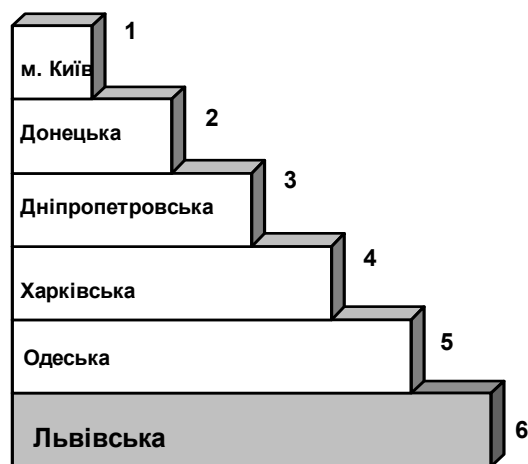 1
м. Київ
2
Донецька
3
Дніпропетровська
4
Харківська
5
Одеська
6
Львівська